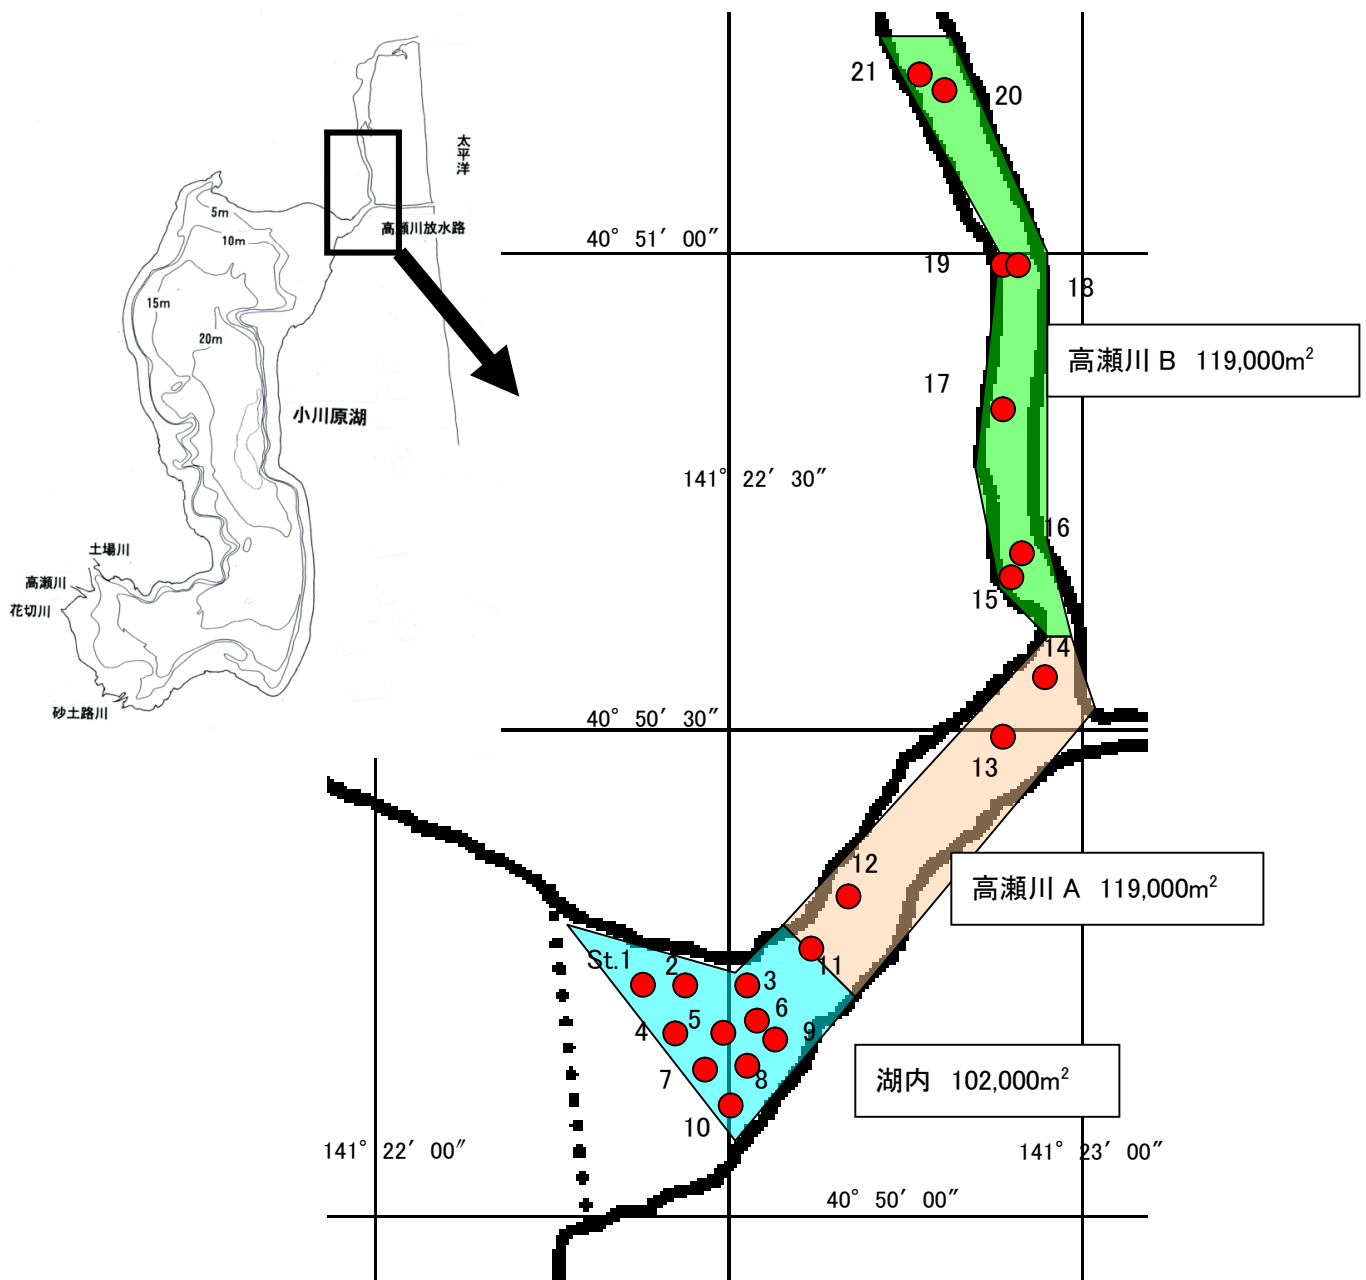 太平洋
5m
10m
高瀬川放水路
15m
20m
小川原湖
土場川
高瀬川
花切川
砂土路川
21
20
40° 51′ 00″
19
18
高瀬川 B 119,000m²
17
141° 22′ 30″
16
15
14
40° 50′ 30″
13
12
高瀬川 A 119,000m²
11
St.1
2
3
6
5
4
9
7
8
湖内 102,000m²
10
141° 22′ 00″
141° 23′ 00″
40° 50′ 00″